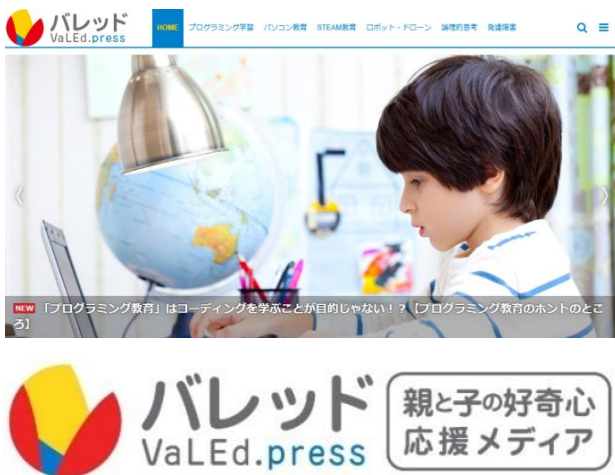 バレッド
VaLEd.press
HOME プログラミング学習 パソコン教育 STEAM教育 ロボット・ドローン 論理的思考 発達障害
NEW 「プログラミング教育」はコーディングを学ぶことが目的じゃない！？【プログラミング教育のホントのとこ
ろ】
バレッド
VaLEd.press
親と子の好奇心
応援メディア